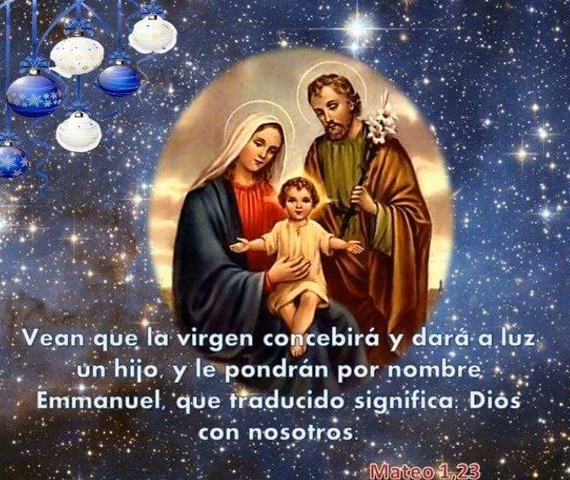 Vean que la virgen concebirá y dará a luz
un hijo, y le pondrán por nombre
Emmanuel, que traducido significa: Dios
con nosotros.
Mateo 1,23